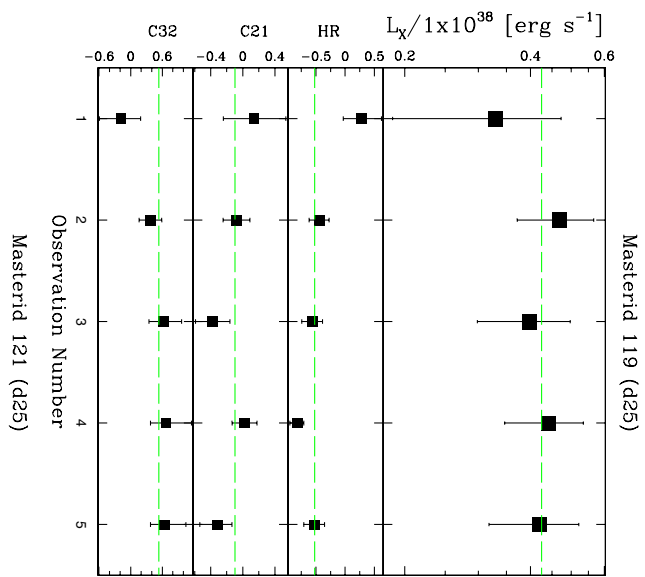 C32
C21
HR
L_X/1x10^38 [erg s^−1]
−0.6 0 0.6
−0.4 0 0.4
−0.5 0 0.5
0.2 0.4 0.6
1
2
3
4
5
Masterid 119 (d25)
Observation Number
Masterid 121 (d25)